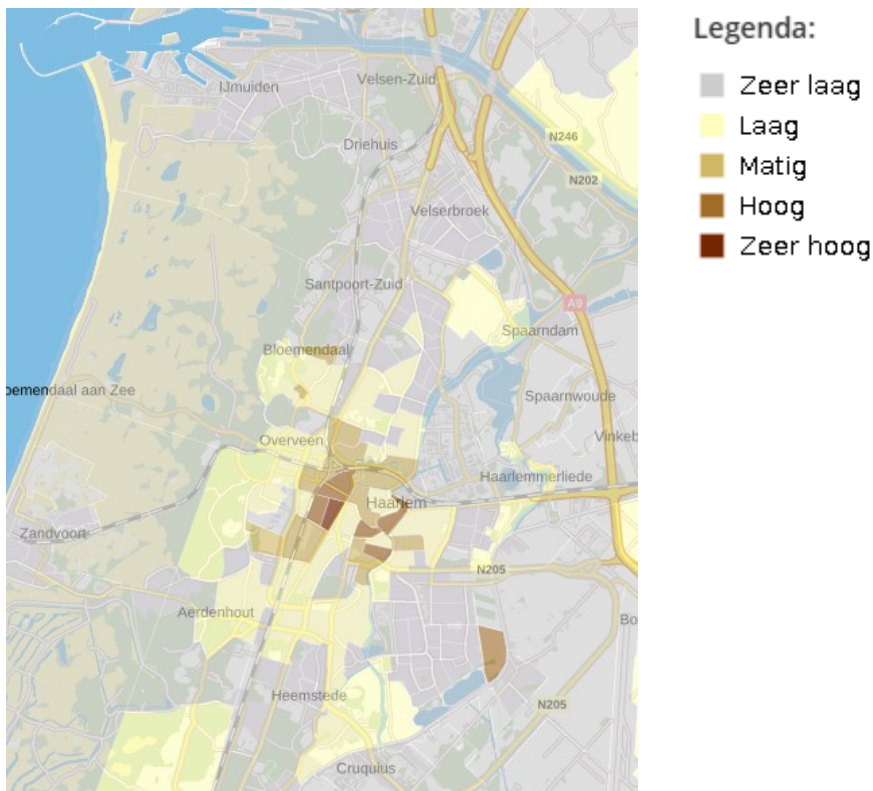 Legenda:
Zeer laag
Laag
Matig
Hoog
Zeer hoog
IJmuiden
Velsen-Zuid
N246
Driehuis
N202
Velserbroek
Santpoort-Zuid
A9
Spaarndam
Bloemendaal
oemendaal aan Zee
Spaarnwoude
Overveen
Vinkeb
Haarlemmerliede
Haarlem
Zandvoort
N205
Aerdenhout
Bo
Heemstede
N205
Cruquius